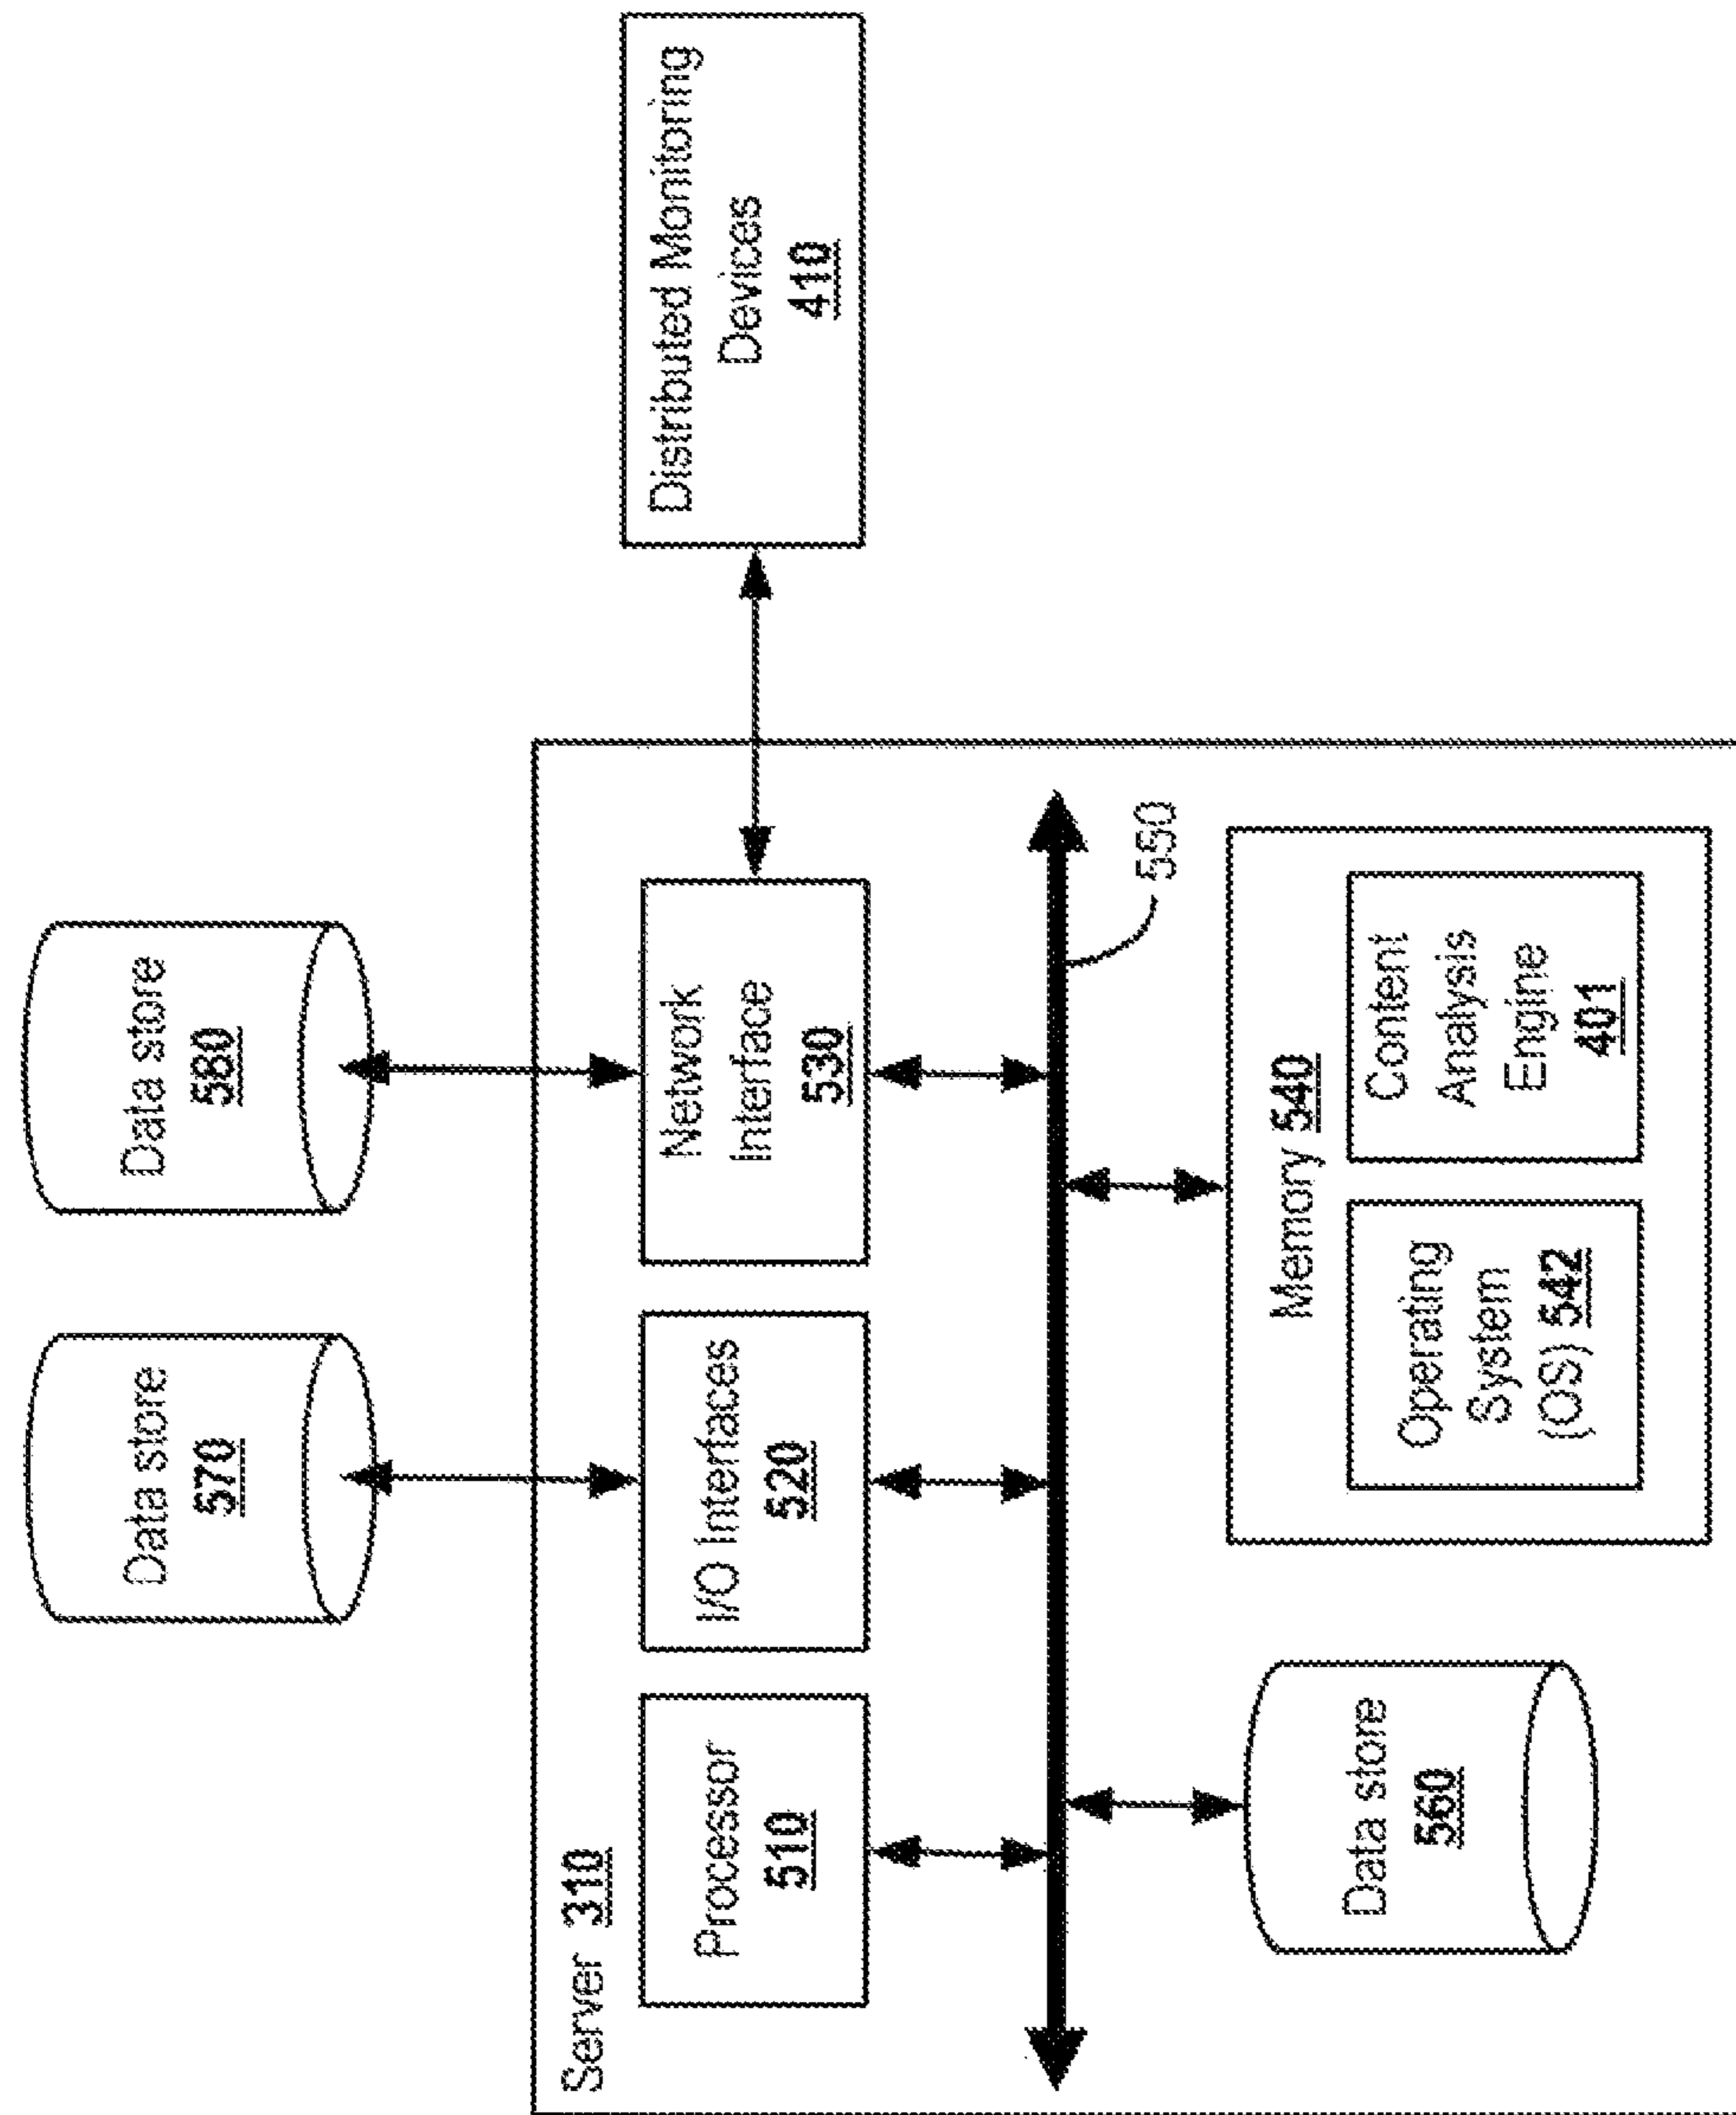 Data store
570
Data store
580
Server 310
Processor
510
I/O Interfaces
520
Network
Interface
530
Distributed Monitoring
Devices
410
550
Data store
560
Memory 540
Operating
System
(OS) 542
Content
Analysis
Engine
401